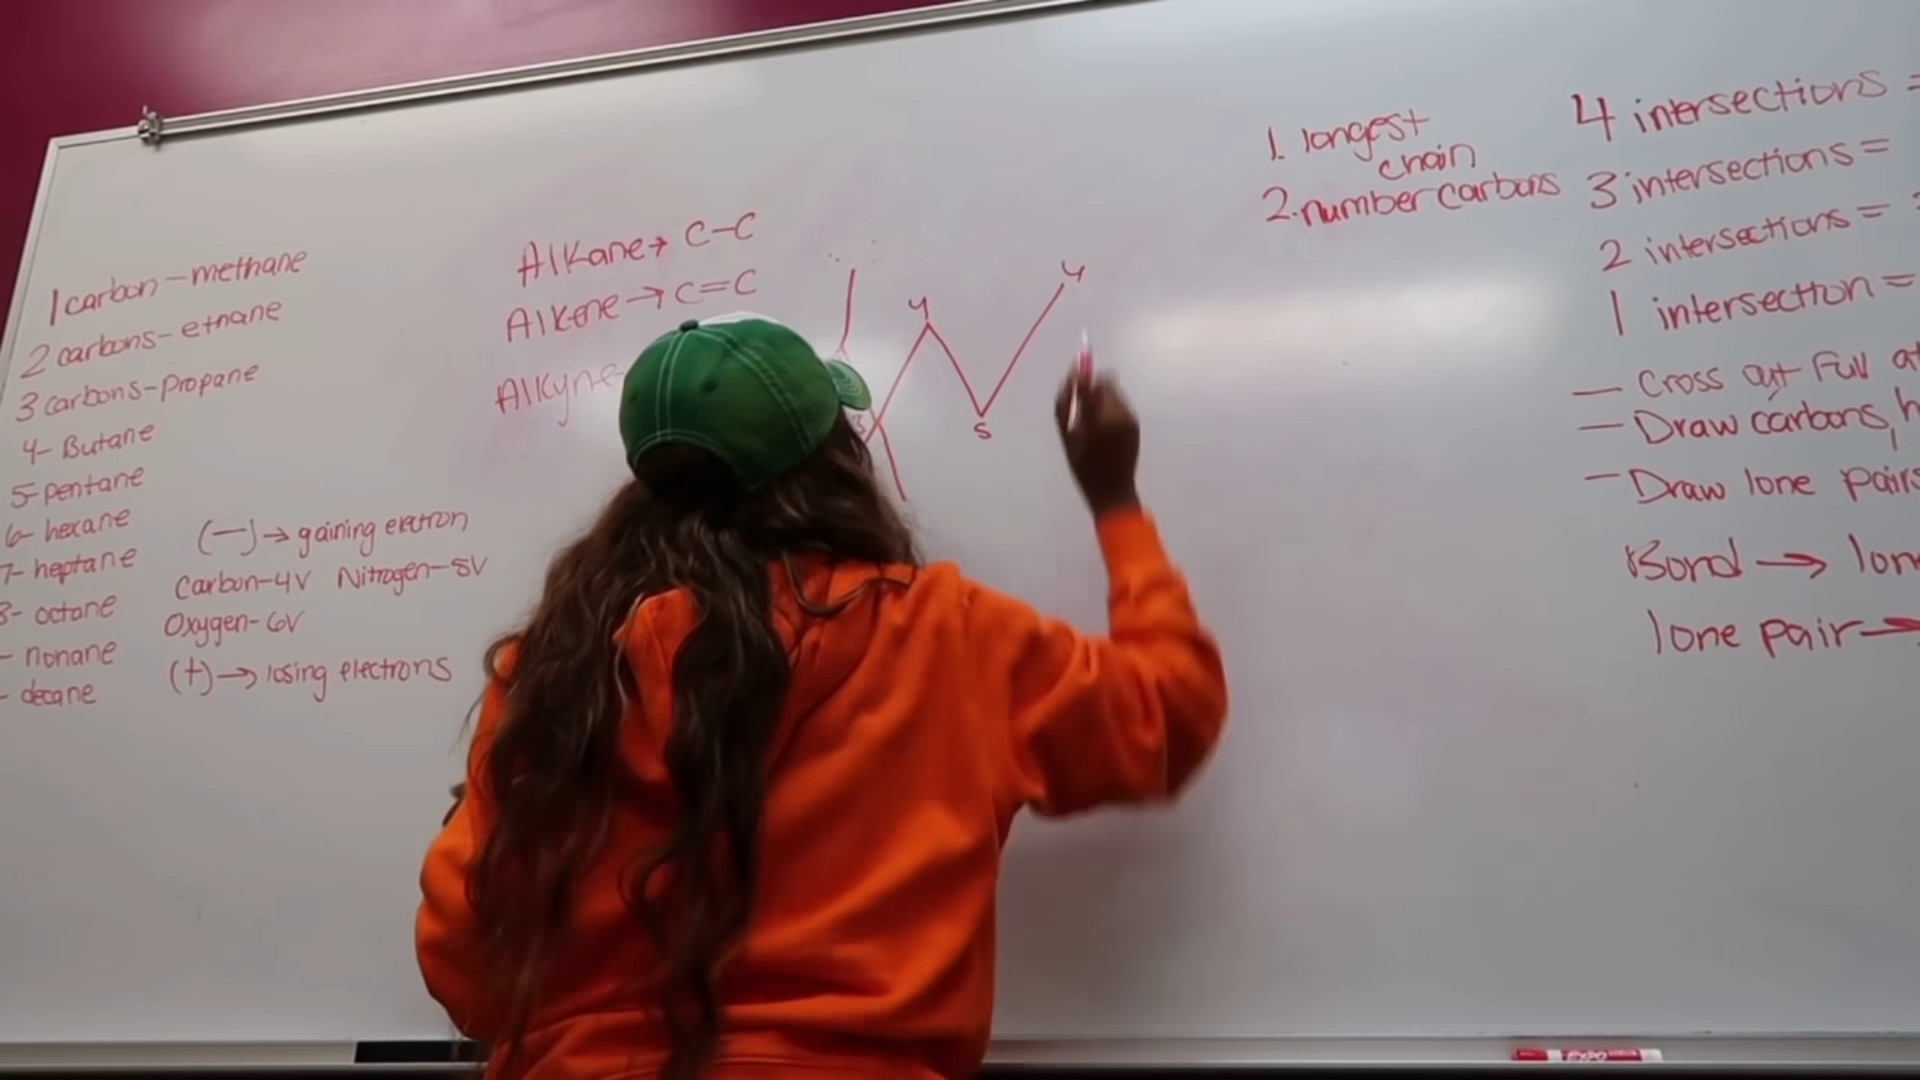 1 carbon - methane
2 carbons - ethane
3 carbons - Propane
4 - Butane
5 - pentane
6 - hexane
7 - heptane
8 - octane
- nonane
- decane
(-) → gaining electron
Carbon - 4V Nitrogen - 5V
Oxygen - 6V
(+) → losing electrons
Alkane → C-C
Alkene → C=C
Alkyne
3
4
5
4
1. longest
chain
2. number carbons
4 intersections =
3 intersections =
2 intersections =
1 intersection =
- Cross out Full
- Draw carbons, h
- Draw lone pairs
Bond → lon
lone pair →
EXPO